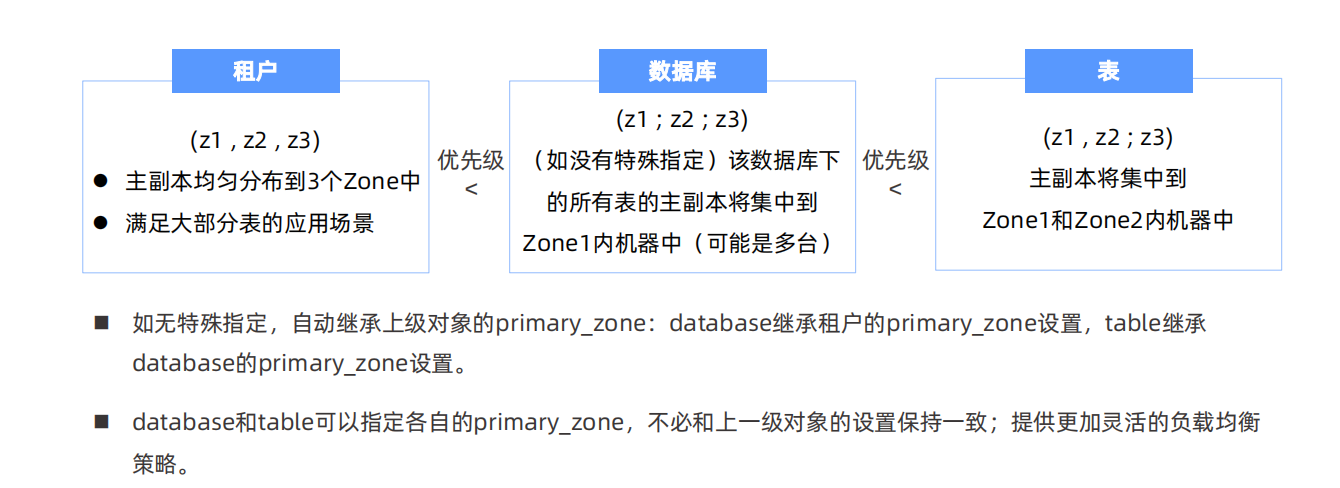 租户
(z1 , z2 , z3)
● 主副本均匀分布到3个Zone中
● 满足大部分表的应用场景
优先级
<
数据库
(z1 ; z2 ; z3)
（如没有特殊指定）该数据库下
的所有表的主副本将集中到
Zone1内机器中（可能是多台）
优先级
<
表
(z1 , z2 ; z3)
主副本将集中到
Zone1和Zone2内机器中
■ 如无特殊指定，自动继承上级对象的primary_zone：database继承租户的primary_zone设置，table继承
database的primary_zone设置。
■ database和table可以指定各自的primary_zone，不必和上一级对象的设置保持一致；提供更加灵活的负载均衡
策略。